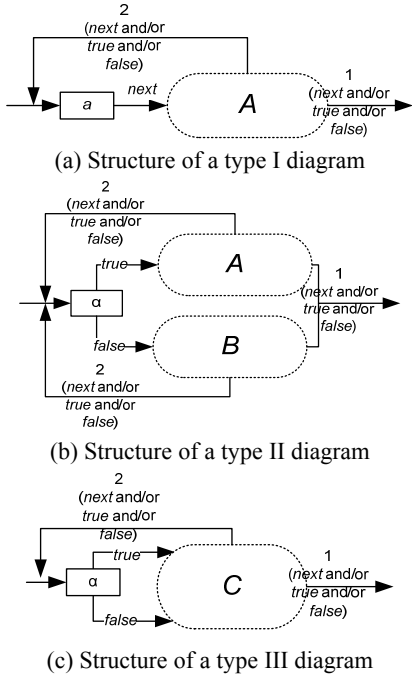 2
(next and/or
true and/or
false)
a
next
A
1
(next and/or
true and/or
false)
(a) Structure of a type I diagram
2
(next and/or
true and/or
false)
α
true
A
false
B
1
(next and/or
true and/or
false)
2
(next and/or
true and/or
false)
(b) Structure of a type II diagram
2
(next and/or
true and/or
false)
α
true
false
C
1
(next and/or
true and/or
false)
(c) Structure of a type III diagram